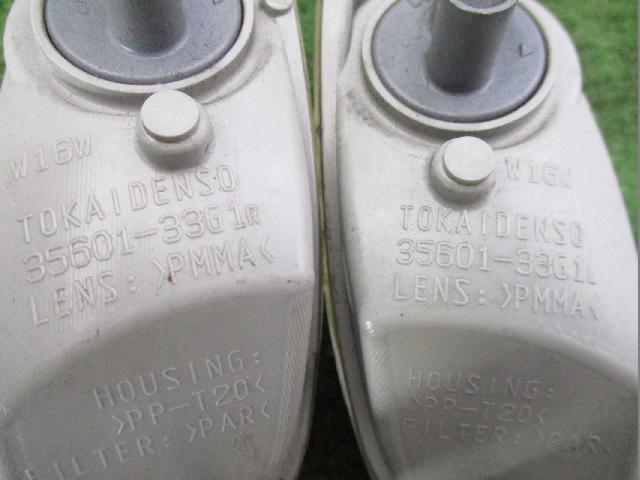 W16W
TOKAIDENSO
35601-33G1R
LENS: >PMMA<
HOUSING:
>PP-T20<
FILTER: >PAR<
W16W
TOKAIDENSO
35601-33G1L
LENS: >PMMA<
HOUSING:
>PP-T20<
FILTER: >PAR<